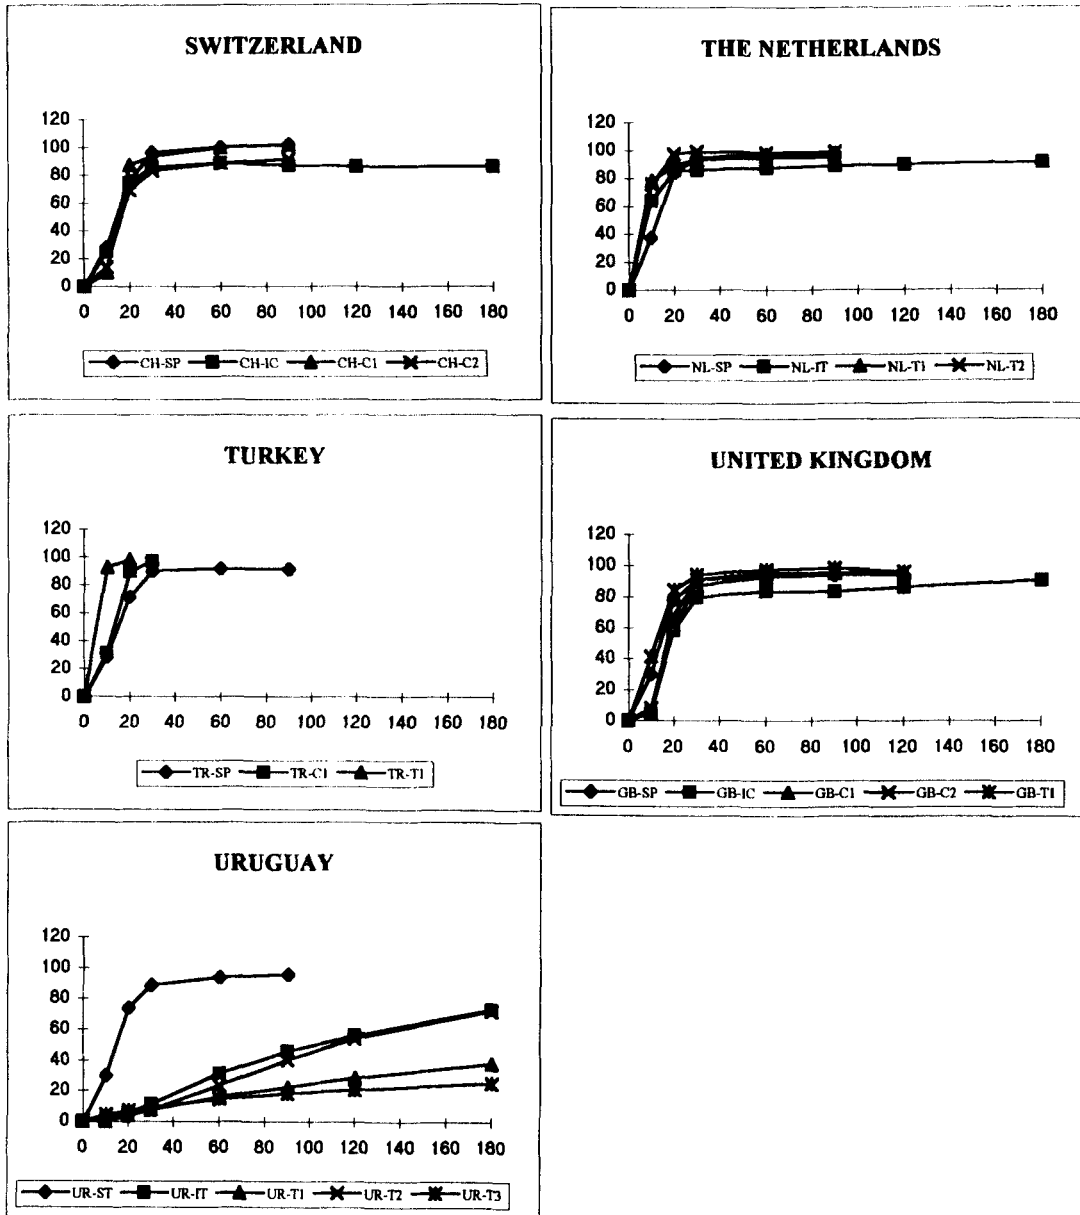 SWITZERLAND
120
100
80
60
40
20
0
0 20 40 60 80 100 120 140 160 180
CH-SP CH-IC CH-C1 CH-C2
THE NETHERLANDS
120
100
80
60
40
20
0
0 20 40 60 80 100 120 140 160 180
NL-SP NL-IT NL-T1 NL-T2
TURKEY
120
100
80
60
40
20
0
0 20 40 60 80 100 120 140 160 180
TR-SP TR-C1 TR-T1
UNITED KINGDOM
120
100
80
60
40
20
0
0 20 40 60 80 100 120 140 160 180
GB-SP GB-IC GB-C1 GB-C2 GB-T1
URUGUAY
120
100
80
60
40
20
0
0 20 40 60 80 100 120 140 160 180
UR-ST UR-IT UR-T1 UR-T2 UR-T3